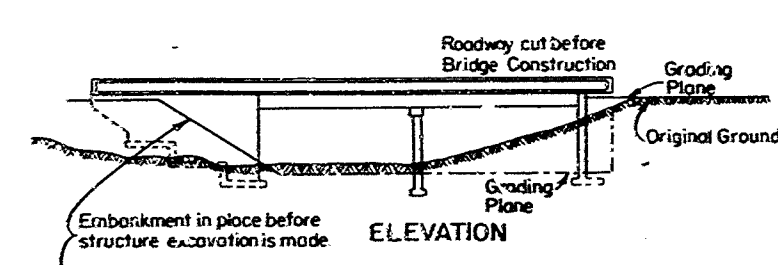 Roadway cut before
Bridge Construction
Grading
Plane
Original Ground
Grading
Plane
Embankment in place before
structure excavation is made.
ELEVATION